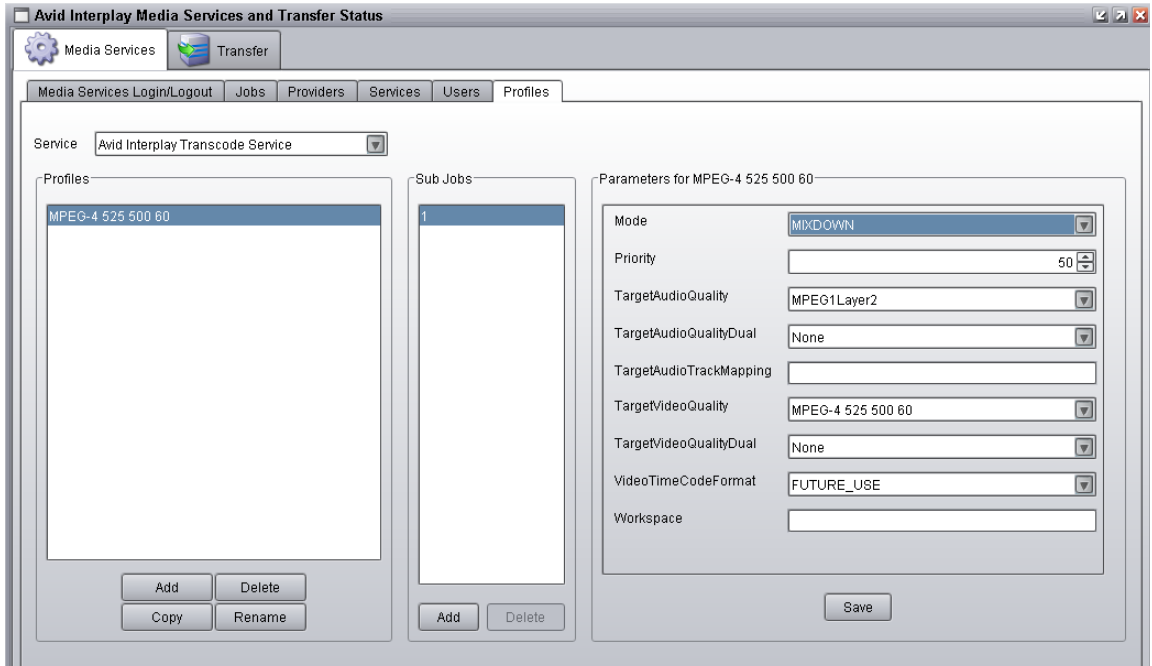 Avid Interplay Media Services and Transfer Status
Media Services Transfer
Media Services Login/Logout Jobs Providers Services Users Profiles
Service Avid Interplay Transcode Service
Profiles
MPEG-4 525 500 60
Add Delete
Copy Rename
Sub Jobs
1
Add Delete
Parameters for MPEG-4 525 500 60
Mode MIXDOWN
Priority 50
TargetAudioQuality MPEG1Layer2
TargetAudioQualityDual None
TargetAudioTrackMapping
TargetVideoQuality MPEG-4 525 500 60
TargetVideoQualityDual None
VideoTimeCodeFormat FUTURE_USE
Workspace
Save